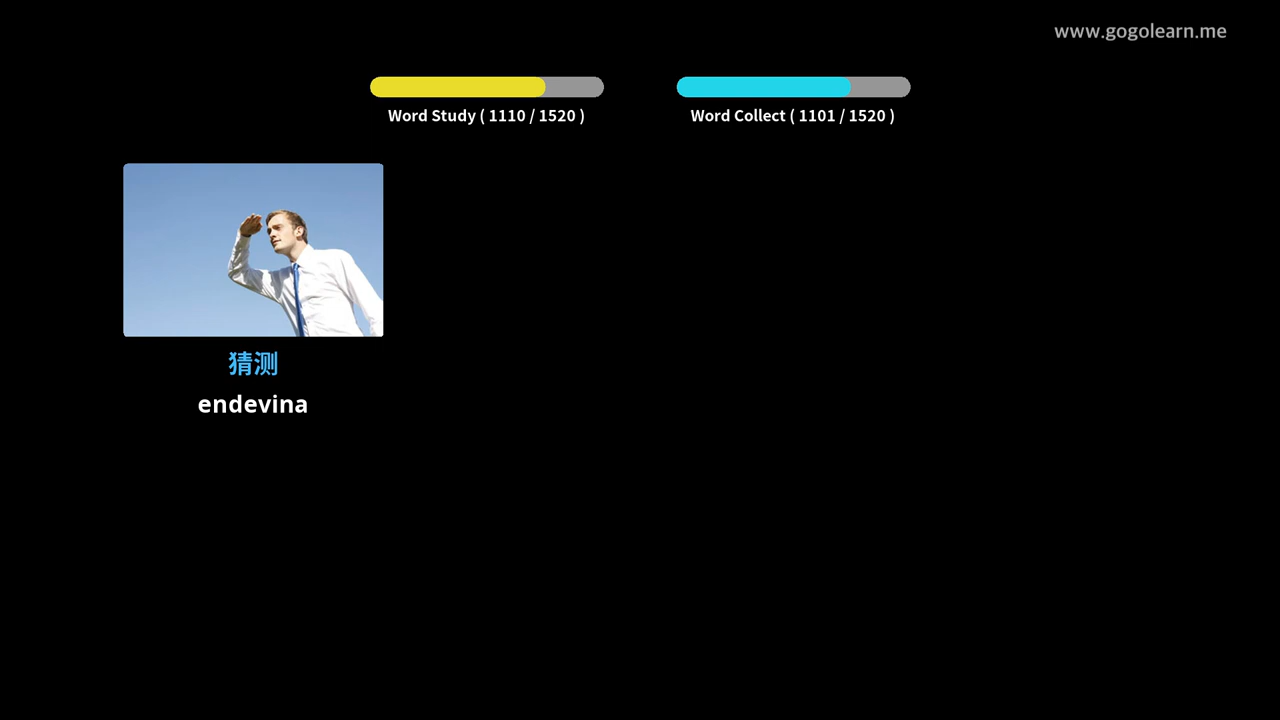 www.gogolearn.me
Word Study ( 1110 / 1520 )
Word Collect ( 1101 / 1520 )
猜测
endevina